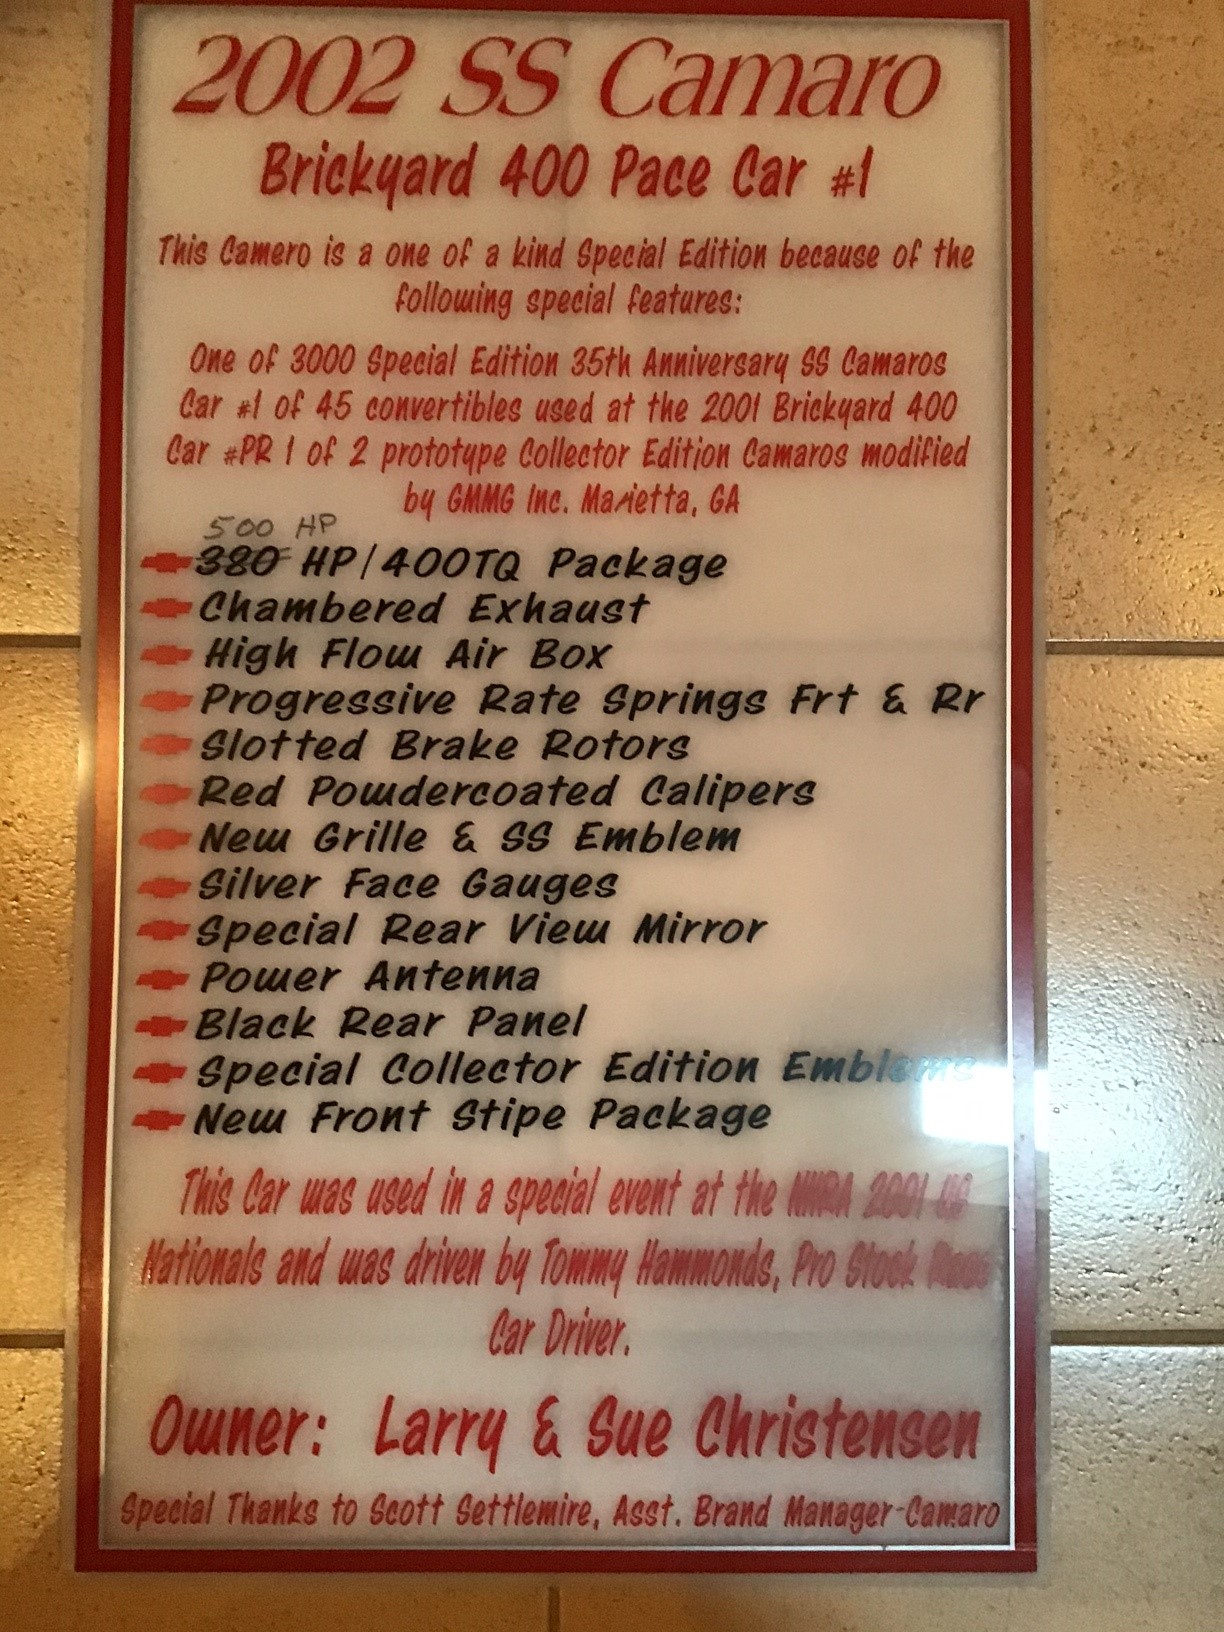 2002 SS Camaro
Brickyard 400 Pace Car #1
This Camero is a one of a kind Special Edition because of the
following special features:
One of 3000 Special Edition 35th Anniversary SS Camaros
Car #1 of 45 convertibles used at the 2001 Brickyard 400
Car #PR 1 of 2 prototype Collector Edition Camaros modified
by GMMG Inc. Marietta, GA
500 HP
380 HP/400TQ Package
Chambered Exhaust
High Flow Air Box
Progressive Rate Springs Frt & Rr
Slotted Brake Rotors
Red Powdercoated Calipers
New Grille & SS Emblem
Silver Face Gauges
Special Rear View Mirror
Power Antenna
Black Rear Panel
Special Collector Edition Emblems
New Front Stipe Package
This Car was used in a special event at the 2001 US
Nationals and was driven by Tommy Hammonds, Pro Stock
Car Driver.
Owner: Larry & Sue Christensen
Special Thanks to Scott Settlemire, Asst. Brand Manager-Camaro